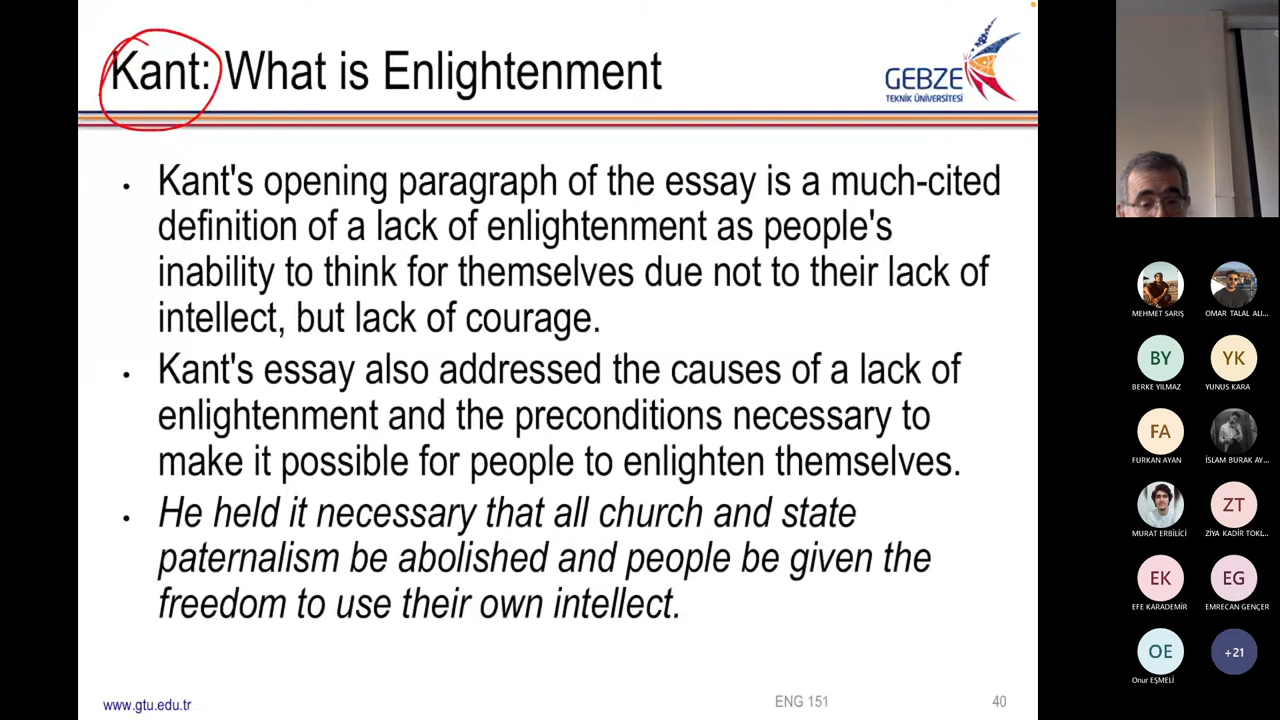 Kant: What is Enlightenment
GEBZE
TEKNİK ÜNİVERSİTESİ
• Kant's opening paragraph of the essay is a much-cited
definition of a lack of enlightenment as people's
inability to think for themselves due not to their lack of
intellect, but lack of courage.
• Kant's essay also addressed the causes of a lack of
enlightenment and the preconditions necessary to
make it possible for people to enlighten themselves.
• He held it necessary that all church and state
paternalism be abolished and people be given the
freedom to use their own intellect.
www.gtu.edu.tr
ENG 151
40
MEHMET SARIŞ
OMAR TALAL ALI...
BY
YK
BERKE YILMAZ
YUNUS KARA
FA
FURKAN AYAN
İSLAM BURAK AY...
ZT
MURAT ERBİLİCİ
ZİYA KADİR TOKL...
EK
EG
EFE KARADEMİR
EMRECAN GENÇER
OE
+21
Onur EŞMELİ